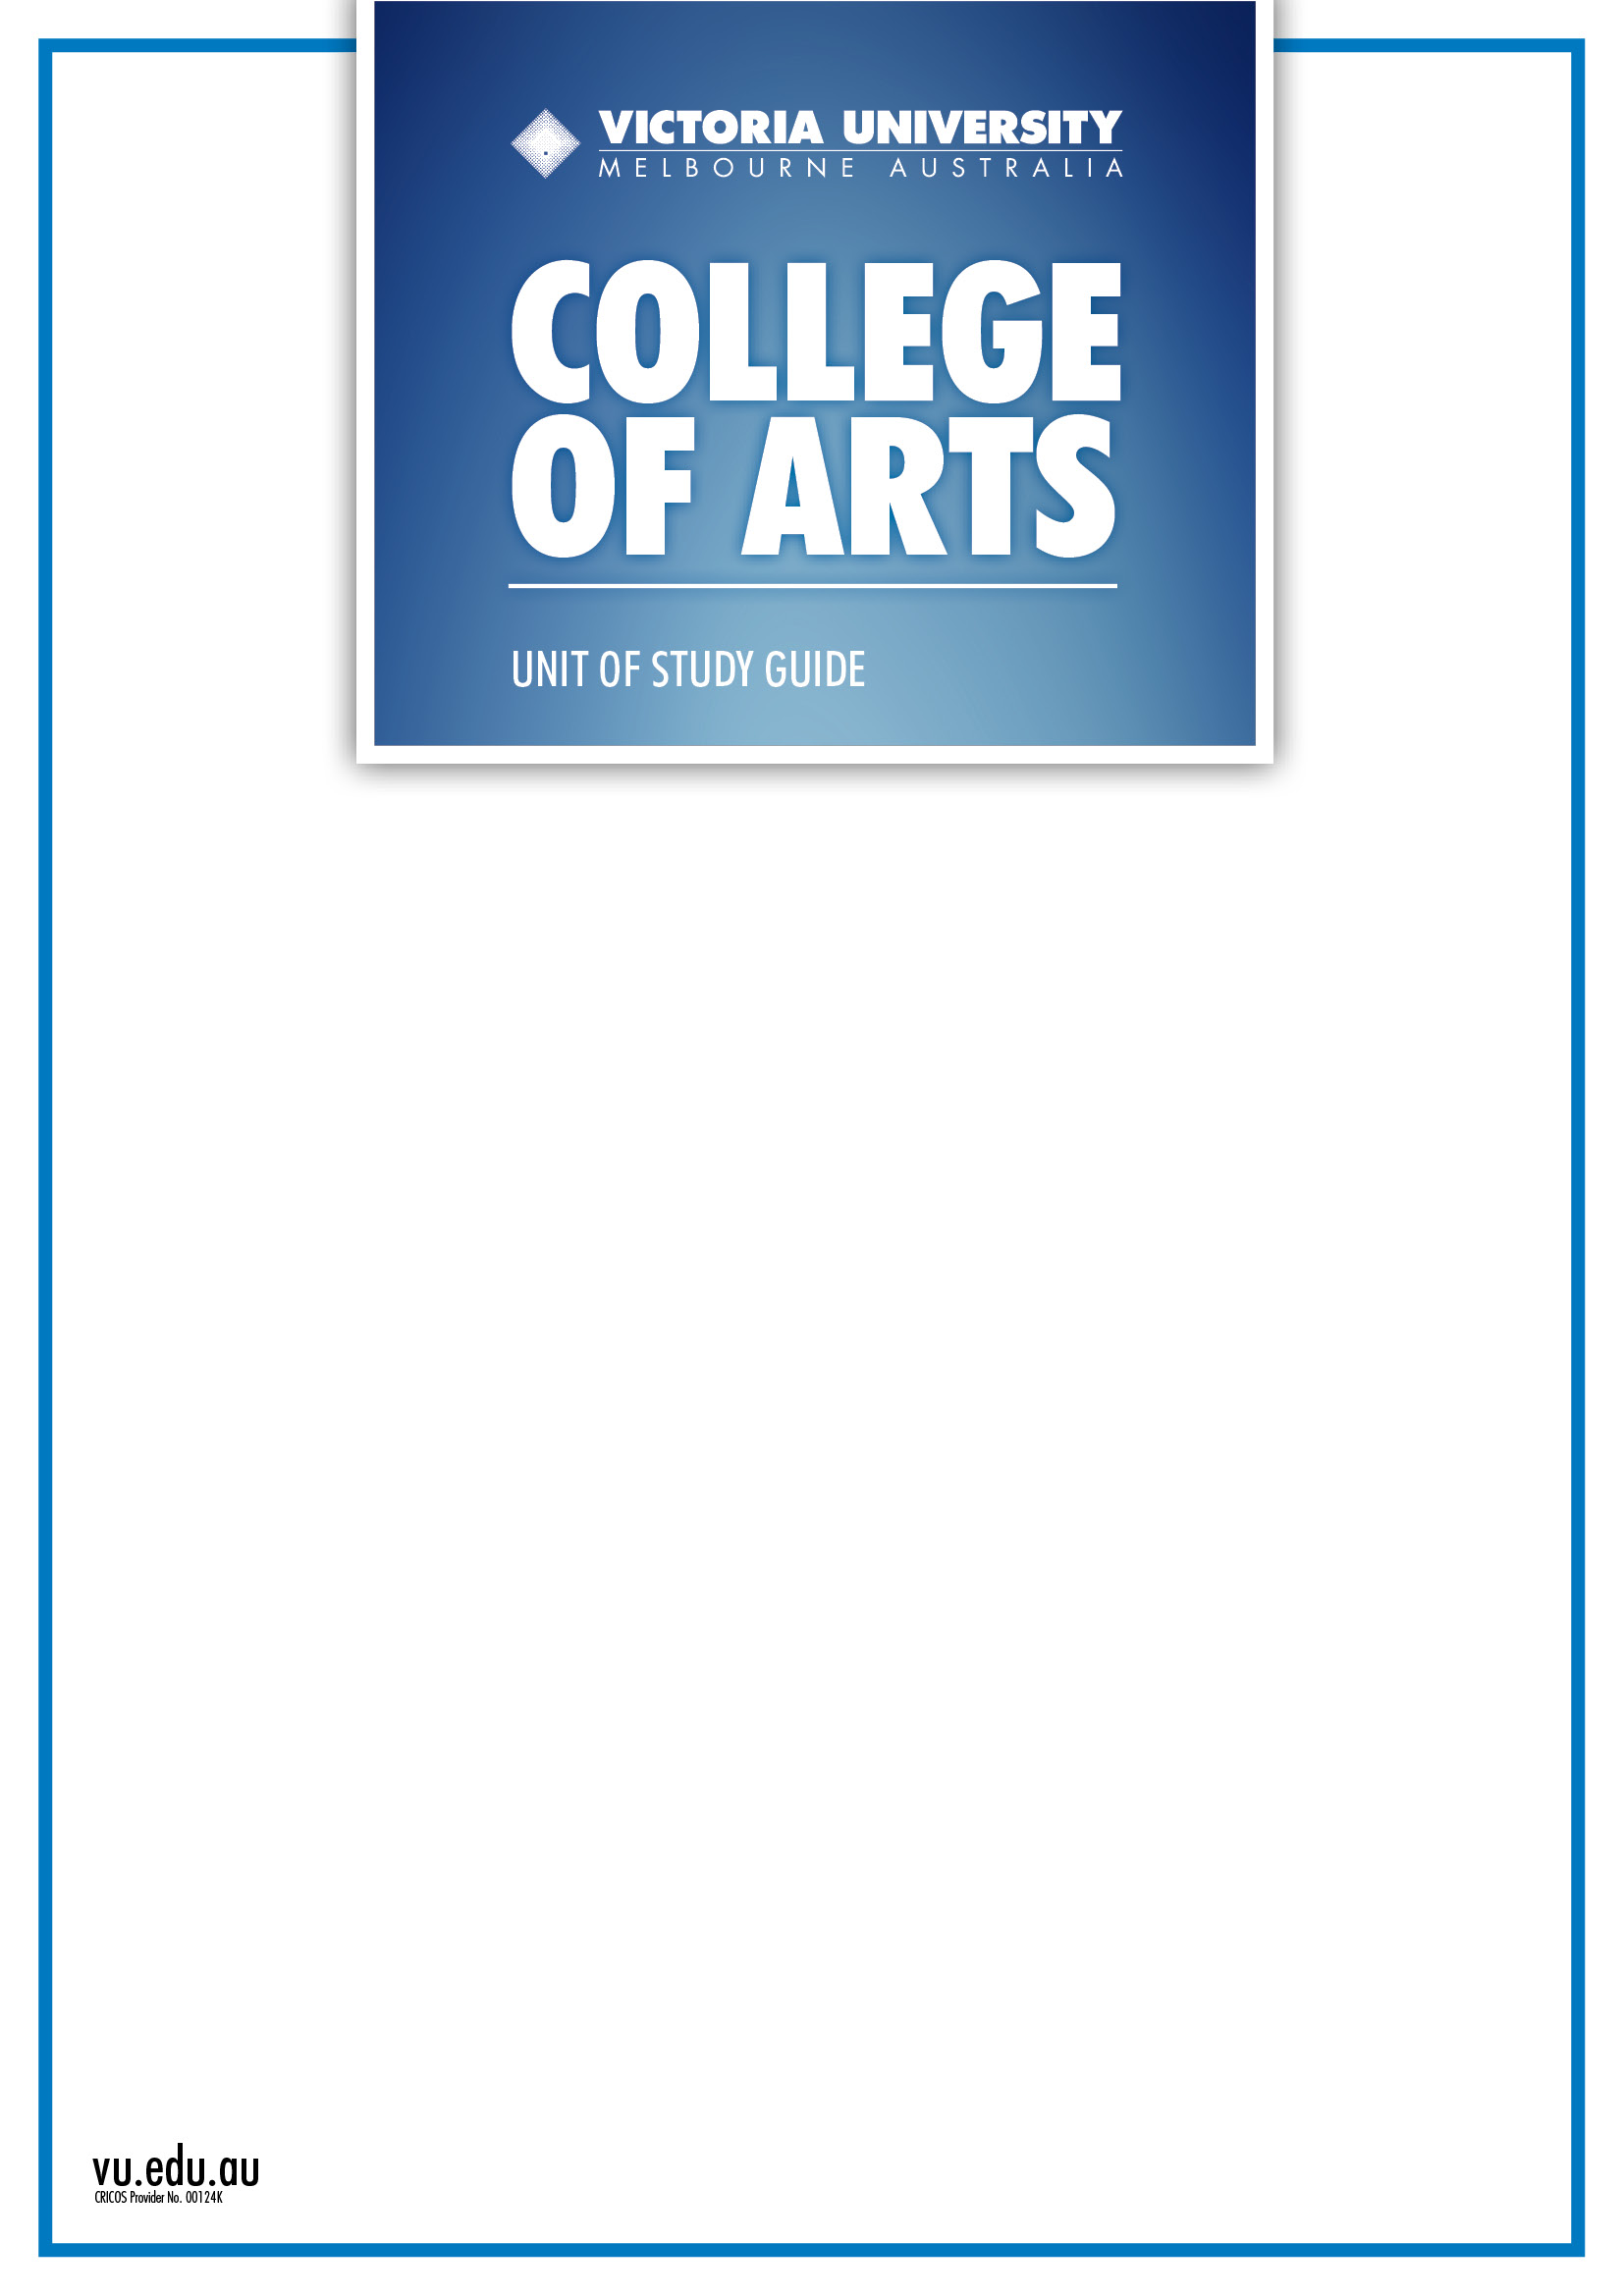 VICTORIA UNIVERSITY
MELBOURNE AUSTRALIA
COLLEGE
OF ARTS
UNIT OF STUDY GUIDE
vu.edu.au
CRICOS Provider No. 00124K